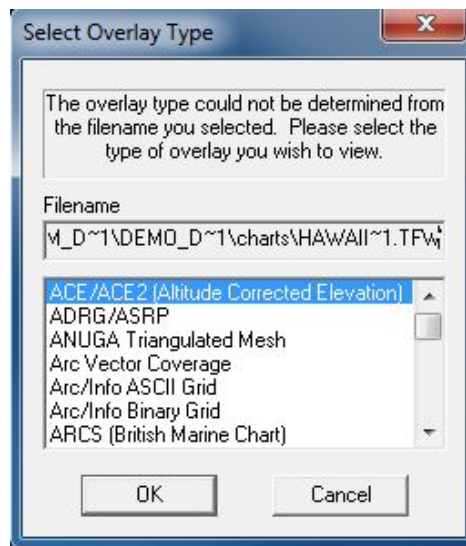 Select Overlay Type
The overlay type could not be determined from
the filename you selected. Please select the
type of overlay you wish to view.
Filename
M_D~1\DEMO_D~1\charts\HAWAII~1.TFW
ACE/ACE2 (Altitude Corrected Elevation)
ADRG/ASRP
ANUGA Triangulated Mesh
Arc Vector Coverage
Arc/Info ASCII Grid
Arc/Info Binary Grid
ARCS (British Marine Chart)
OK
Cancel